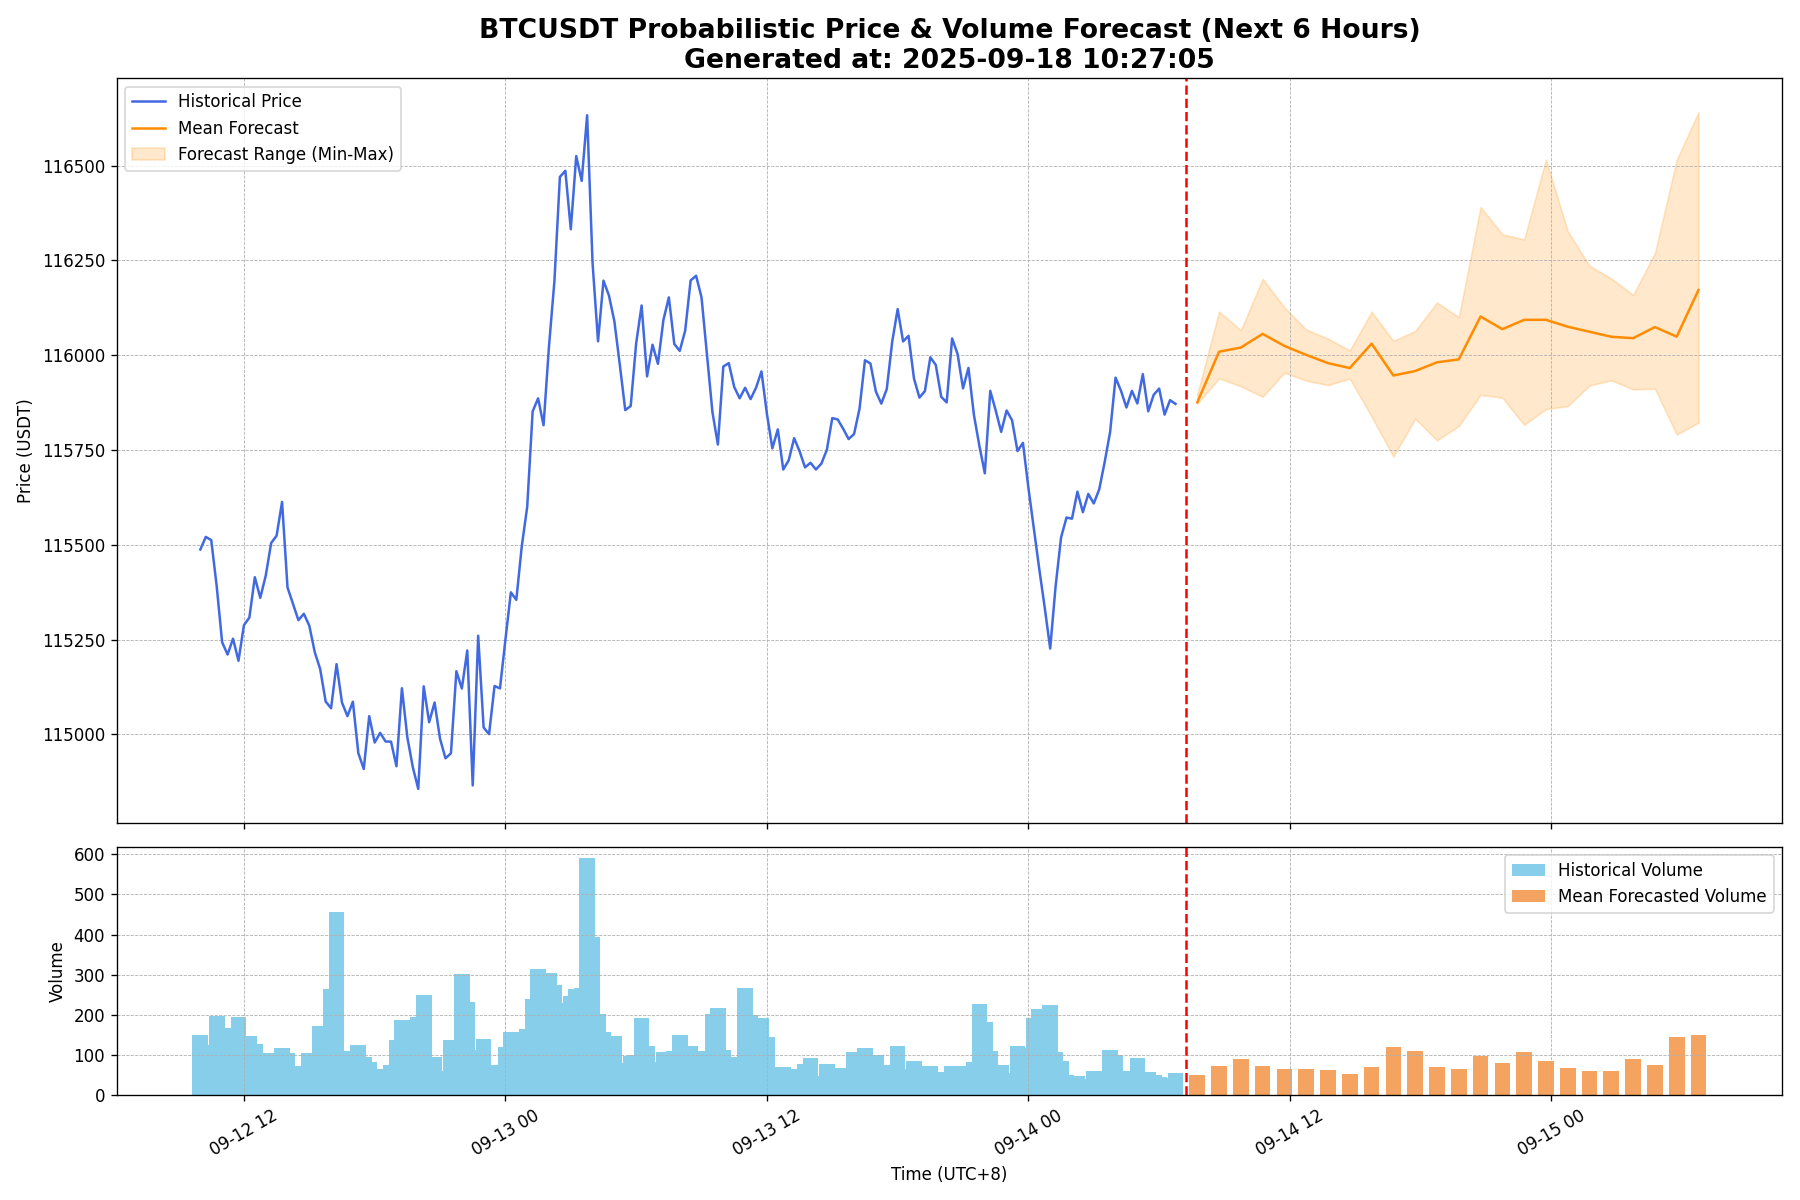 BTCUSDT Probabilistic Price & Volume Forecast (Next 6 Hours)
Generated at: 2025-09-18 10:27:05
Historical Price
Mean Forecast
Forecast Range (Min-Max)
Price (USDT)
116500
116250
116000
115750
115500
115250
115000
Historical Volume
Mean Forecasted Volume
Volume
600
500
400
300
200
100
0
09-12 12
09-13 00
09-13 12
09-14 00
09-14 12
09-15 00
Time (UTC+8)